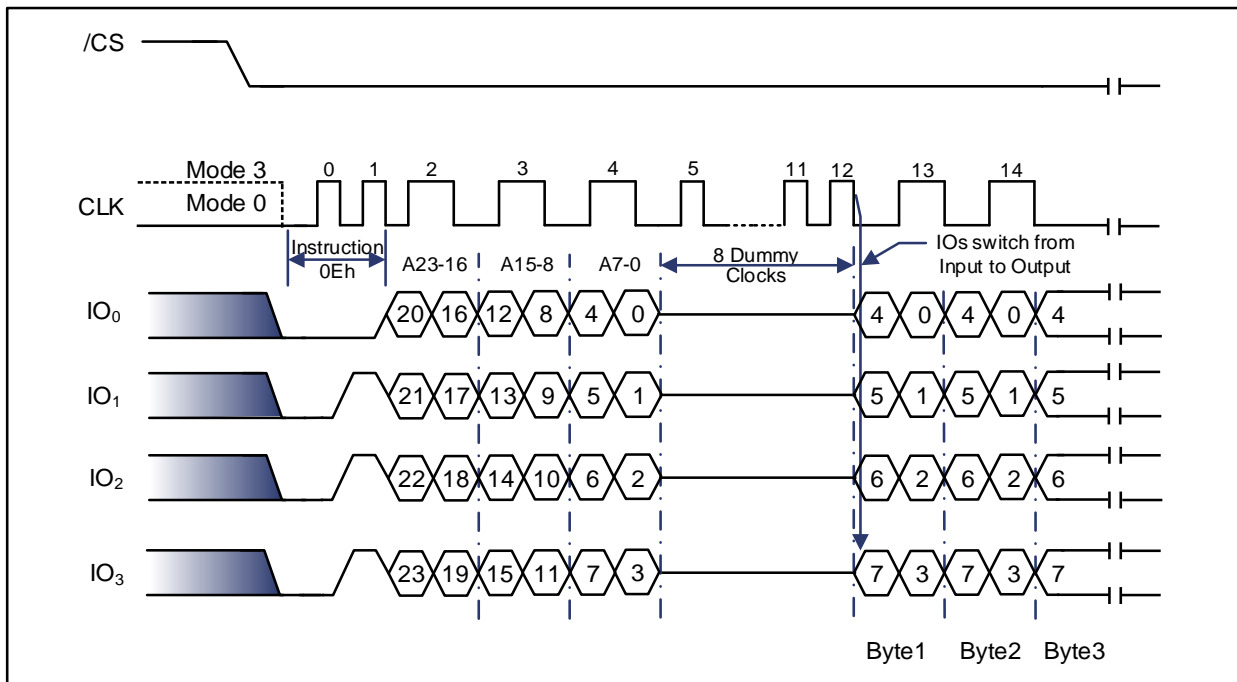 /CS
Mode 3
Mode 0
CLK
0 1 2 3 4 5 11 12 13 14
Instruction
0Eh
A23-16 A15-8 A7-0
8 Dummy
Clocks
IOs switch from
Input to Output
IO0 20 16 12 8 4 0 4 0 4 0 4
IO1 21 17 13 9 5 1 5 1 5 1 5
IO2 22 18 14 10 6 2 6 2 6 2 6
IO3 23 19 15 11 7 3 7 3 7 3 7
Byte1 Byte2 Byte3